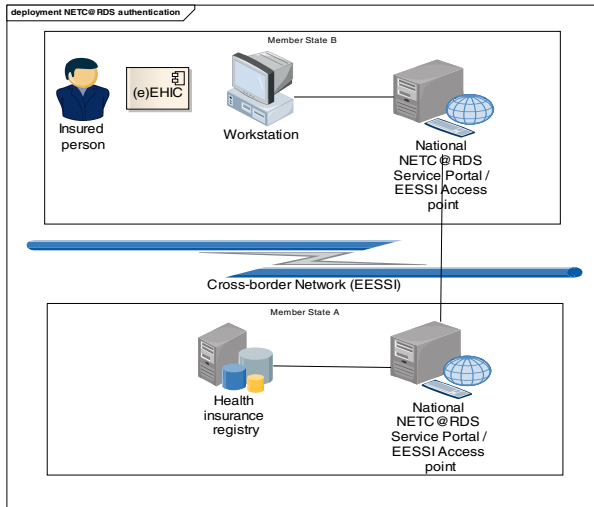 deployment NETC@RDS authentication
Member State B
(e)EHIC
Insured
person
Workstation
National
NETC@RDS
Service Portal /
EESSI Access
point
Cross-border Network (EESSI)
Member State A
Health
insurance
registry
National
NETC@RDS
Service Portal /
EESSI Access
point